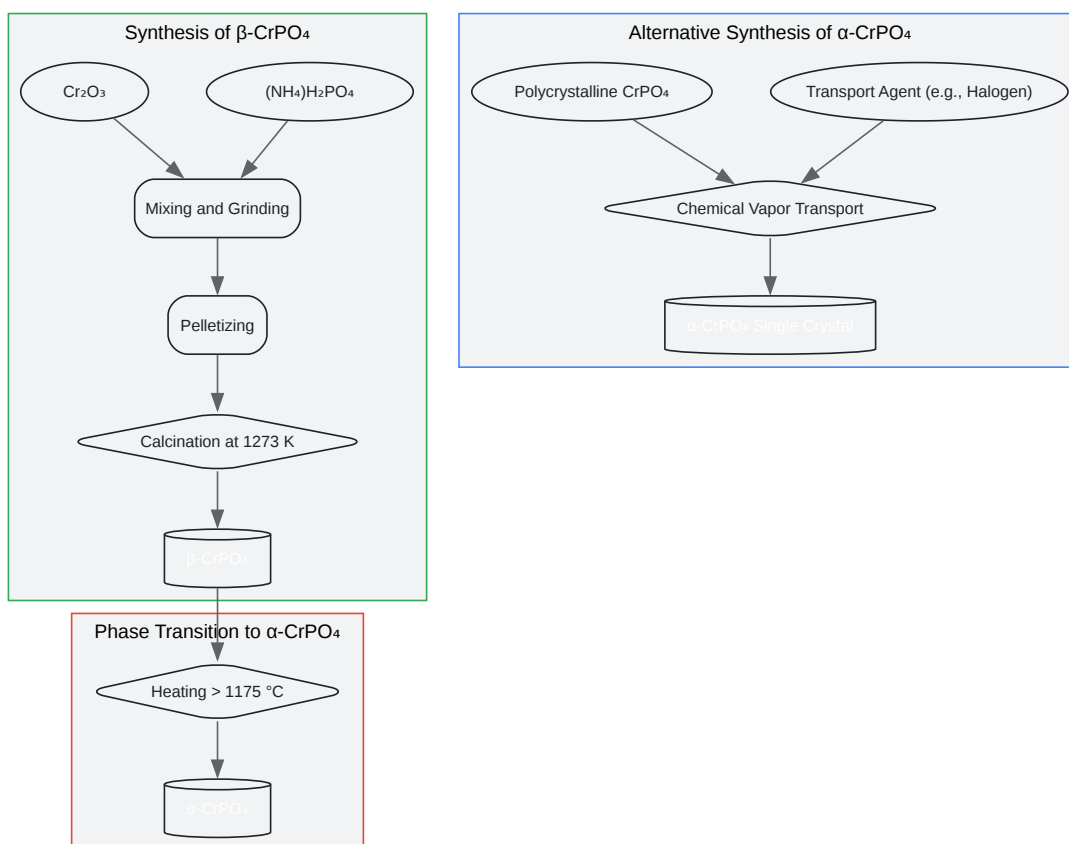 Synthesis of β-CrPO₄
Cr₂O₃
(NH₄)H₂PO₄
Mixing and Grinding
Pelletizing
Calcination at 1273 K
β-CrPO₄
Phase Transition to α-CrPO₄
Heating > 1175 °C
α-CrPO₄
Alternative Synthesis of α-CrPO₄
Polycrystalline CrPO₄
Transport Agent (e.g., Halogen)
Chemical Vapor Transport
α-CrPO₄ Single Crystal